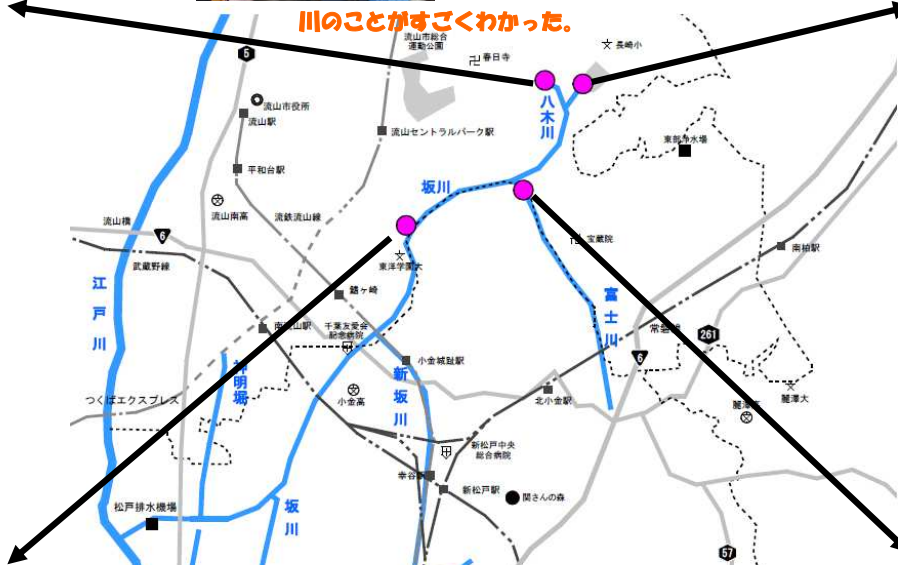 川のことがすごくわかった。
流山市総合
運動公園
春日寺
長崎小
5
流山市役所
流山駅
八木川
流山セントラルパーク駅
東部浄水場
平和台駅
坂川
流山南高
流山橋
流鉄流山線
6
宝蔵院
南柏駅
武蔵野線
東洋学園大
江戸川
鰭ヶ崎
富士川
千葉友愛会
記念病院
常磐
261
6
小金城趾駅
神明堀
新坂川
つくばエクスプレス
小金高
北小金駅
麗澤大
麗澤
新松戸中央
総合病院
幸谷
新松戸駅
関さんの森
松戸排水機場
坂川
57